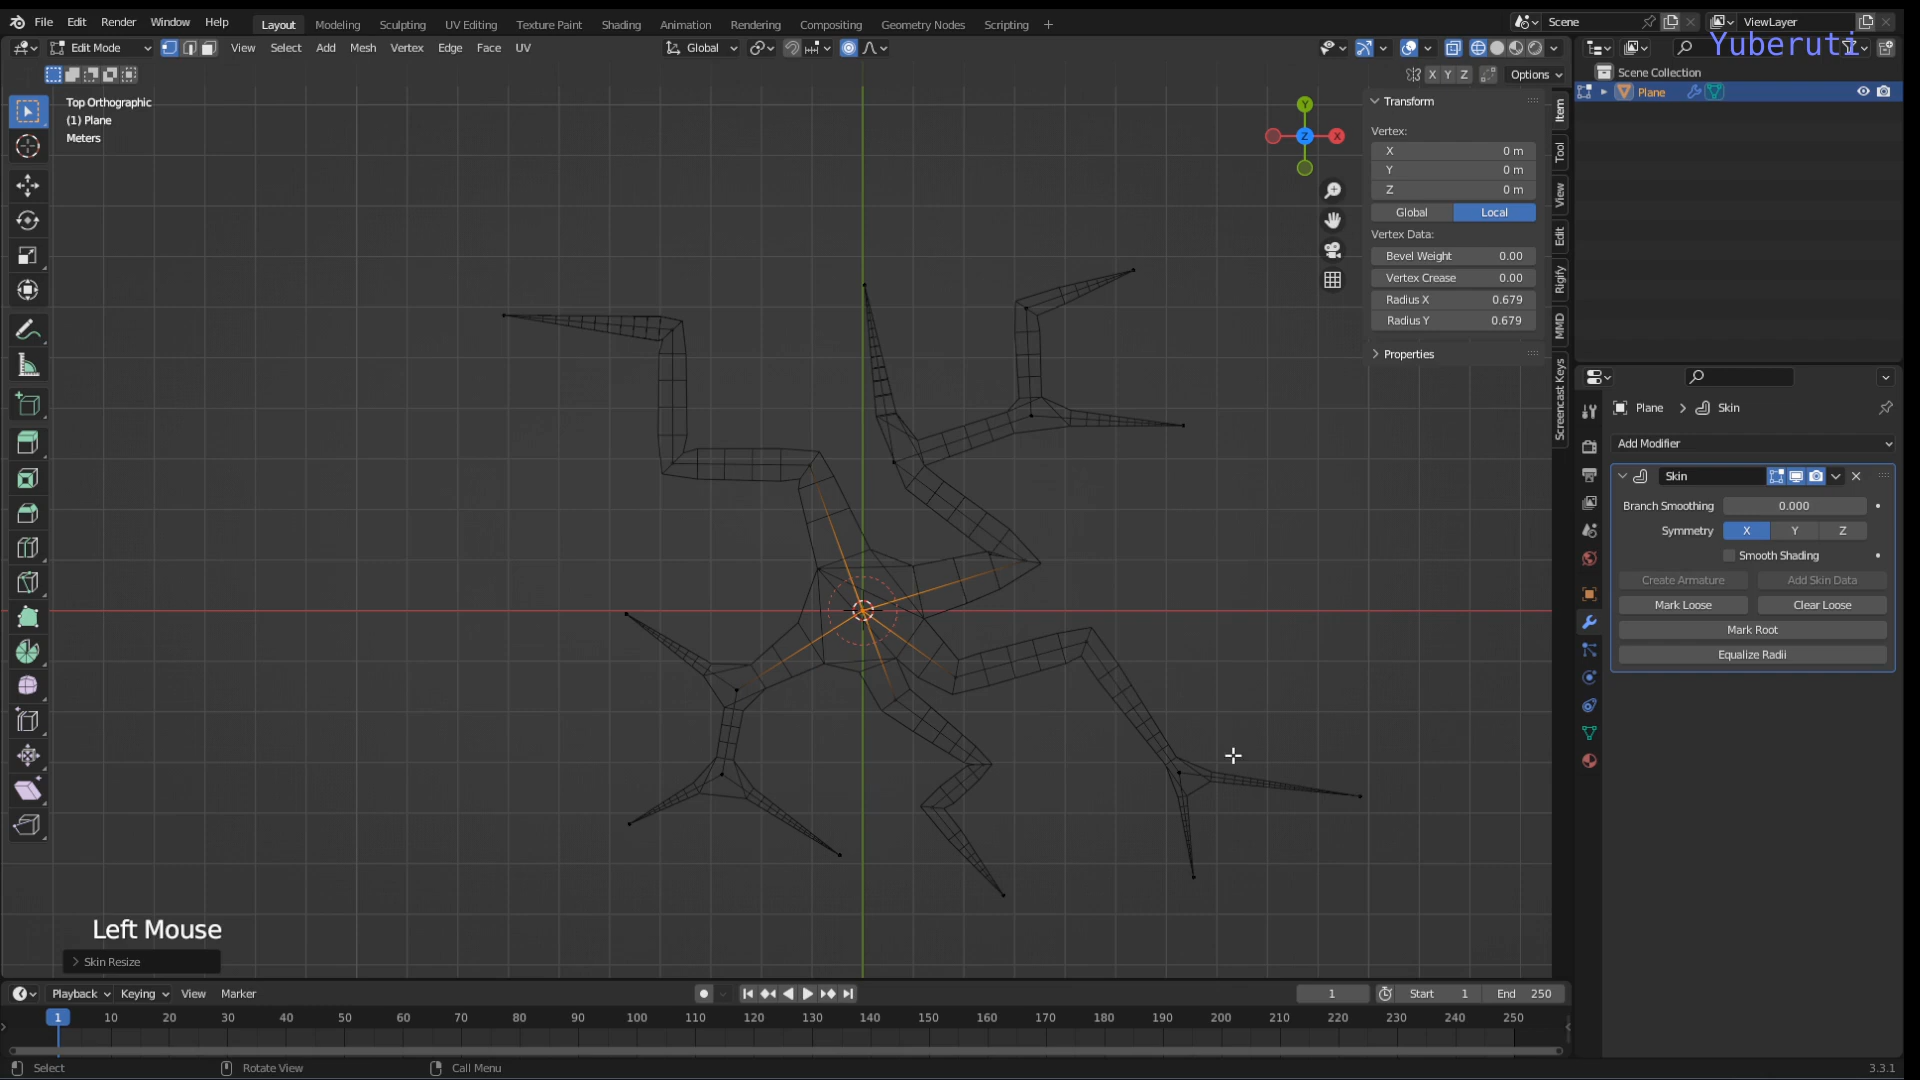 File Edit Render Window Help Layout Modeling Sculpting UV Editing Texture Paint Shading Animation Rendering Compositing Geometry Nodes Scripting + Scene ViewLayer
Yuberuti
Edit Mode View Select Add Mesh Vertex Edge Face UV Global
X Y Z Options
Scene Collection
Plane
Top Orthographic
(1) Plane
Meters
Y
Z X
Transform
Vertex:
X 0 m
Y 0 m
Z 0 m
Global Local
Vertex Data:
Bevel Weight 0.00
Vertex Crease 0.00
Radius X 0.679
Radius Y 0.679
Properties
Item
Tool
View
Edit
Rigify
MMD
Screencast Keys
Plane Skin
Add Modifier
Skin
Branch Smoothing 0.000
Symmetry X Y Z
Smooth Shading
Create Armature Add Skin Data
Mark Loose Clear Loose
Mark Root
Equalize Radii
Left Mouse
Skin Resize
Playback Keying View Marker 1 Start 1 End 250
1 10 20 30 40 50 60 70 80 90 100 110 120 130 140 150 160 170 180 190 200 210 220 230 240 250
Select Rotate View Call Menu 3.3.1